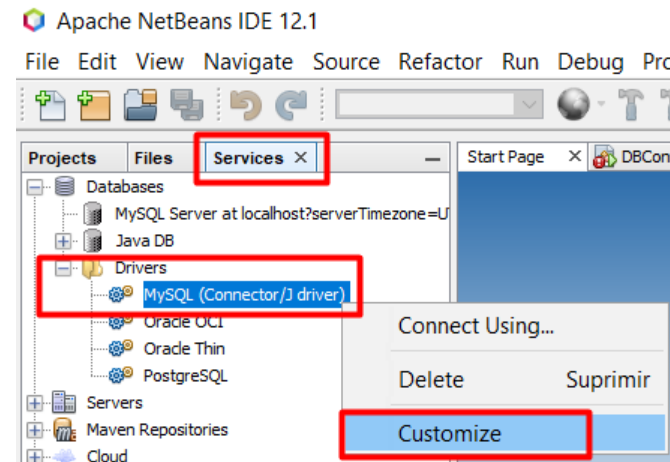 Apache NetBeans IDE 12.1
File Edit View Navigate Source Refactor Run Debug Pro
Projects Files Services × Start Page × DBCon
Databases
MySQL Server at localhost?serverTimezone=U
Java DB
Drivers
MySQL (Connector/J driver)
Oracle OCI
Oracle Thin
PostgreSQL
Servers
Maven Repositories
Cloud
Connect Using...
Delete Suprimir
Customize